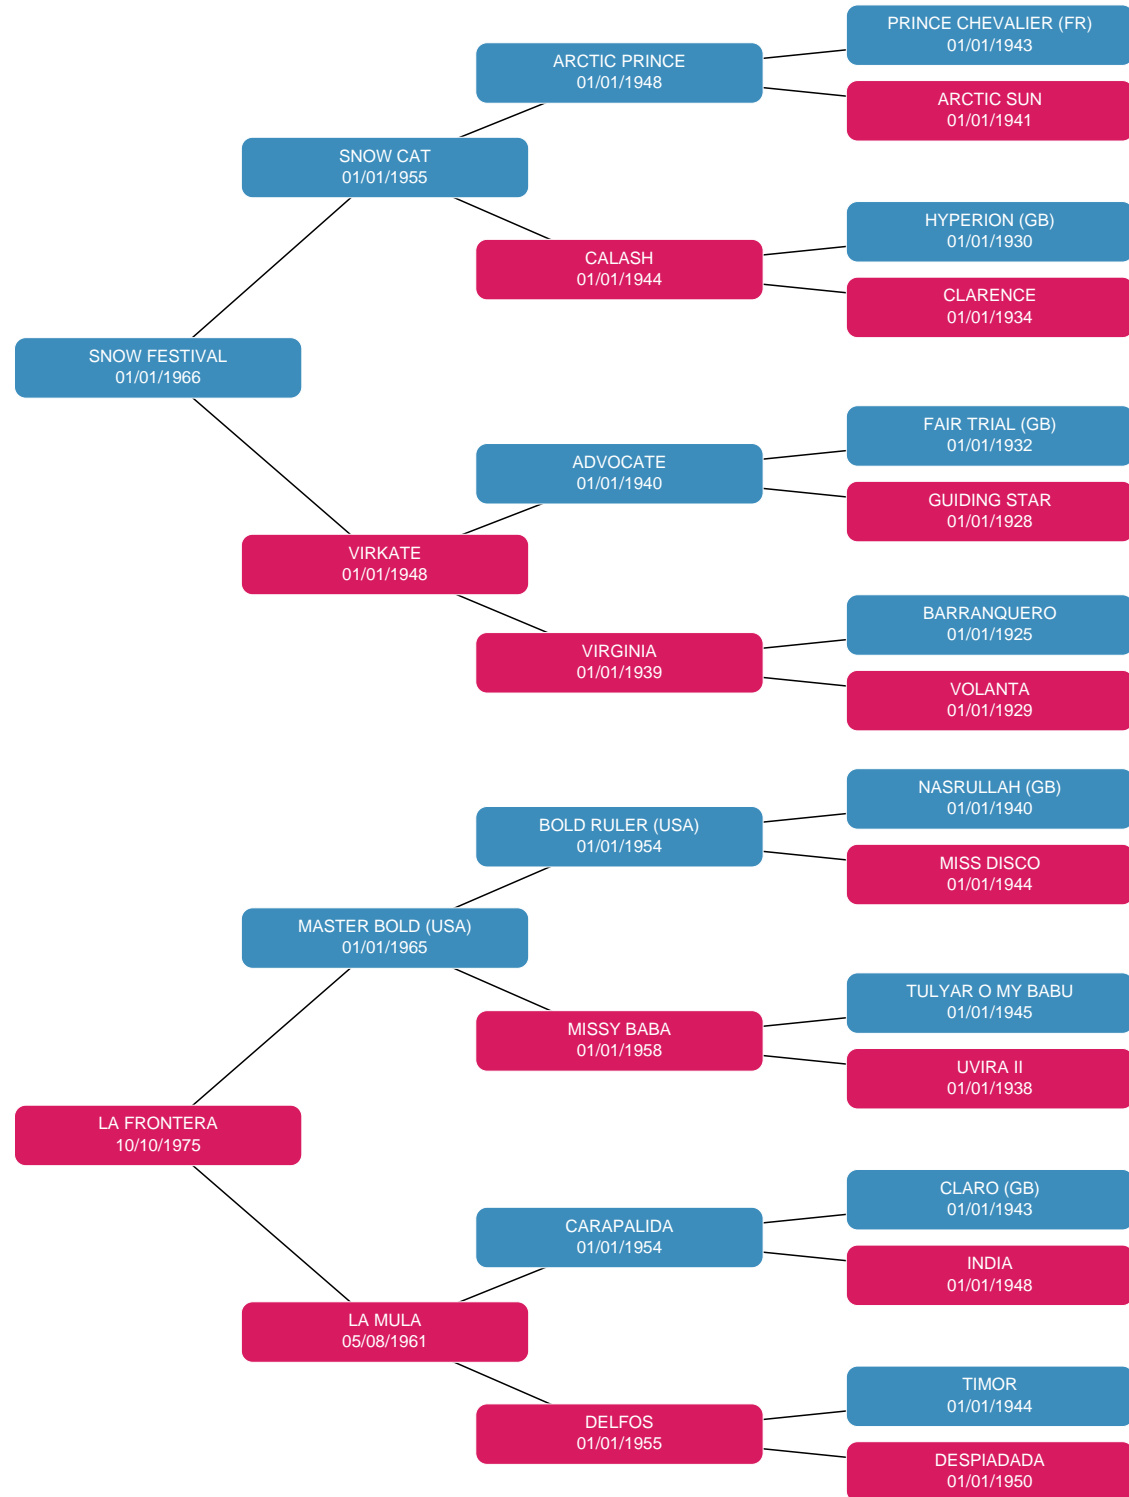 PRINCE CHEVALIER (FR)
01/01/1943
ARCTIC PRINCE
01/01/1948
ARCTIC SUN
01/01/1941
SNOW CAT
01/01/1955
HYPERION (GB)
01/01/1930
CALASH
01/01/1944
CLARENCE
01/01/1934
SNOW FESTIVAL
01/01/1966
FAIR TRIAL (GB)
01/01/1932
ADVOCATE
01/01/1940
GUIDING STAR
01/01/1928
VIRKATE
01/01/1948
BARRANQUERO
01/01/1925
VIRGINIA
01/01/1939
VOLANTA
01/01/1929
NASRULLAH (GB)
01/01/1940
BOLD RULER (USA)
01/01/1954
MISS DISCO
01/01/1944
MASTER BOLD (USA)
01/01/1965
TULYAR O MY BABU
01/01/1945
MISSY BABA
01/01/1958
UVIRA II
01/01/1938
LA FRONTERA
10/10/1975
CLARO (GB)
01/01/1943
CARAPALIDA
01/01/1954
INDIA
01/01/1948
LA MULA
05/08/1961
TIMOR
01/01/1944
DELFOS
01/01/1955
DESPIADADA
01/01/1950